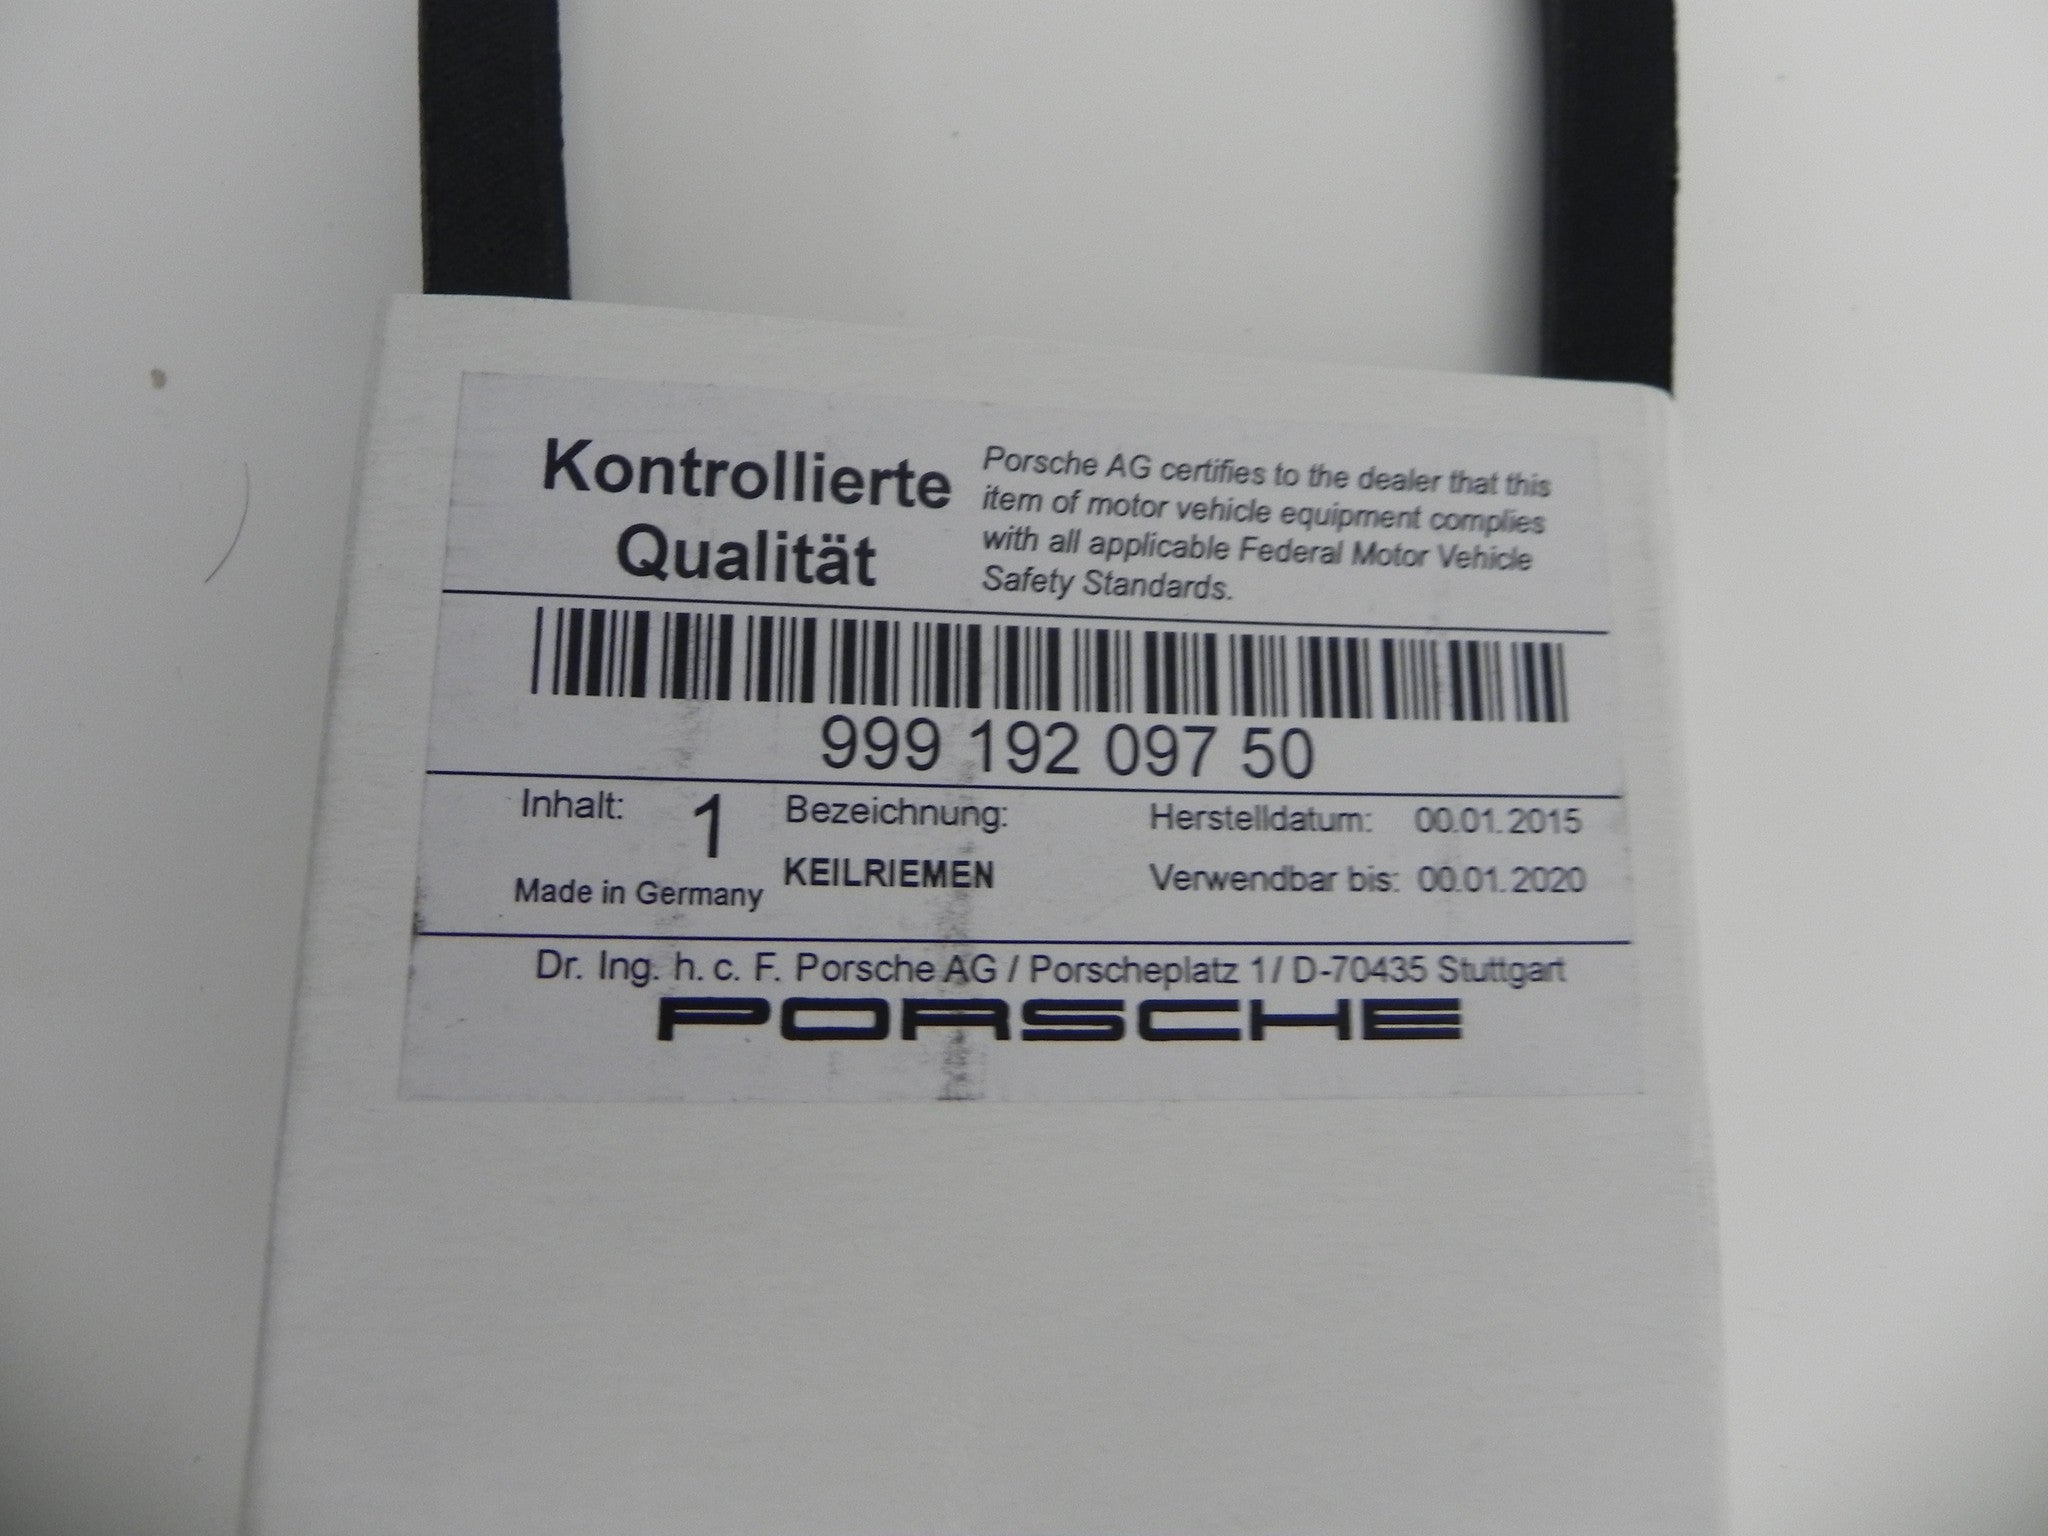 Kontrollierte
Qualität
Porsche AG certifies to the dealer that this
item of motor vehicle equipment complies
with all applicable Federal Motor Vehicle
Safety Standards.
999 192 097 50
Inhalt: 1
Made in Germany
Bezeichnung:
KEILRIEMEN
Herstelldatum: 00.01.2015
Verwendbar bis: 00.01.2020
Dr. Ing. h. c. F. Porsche AG / Porscheplatz 1/ D-70435 Stuttgart
PORSCHE